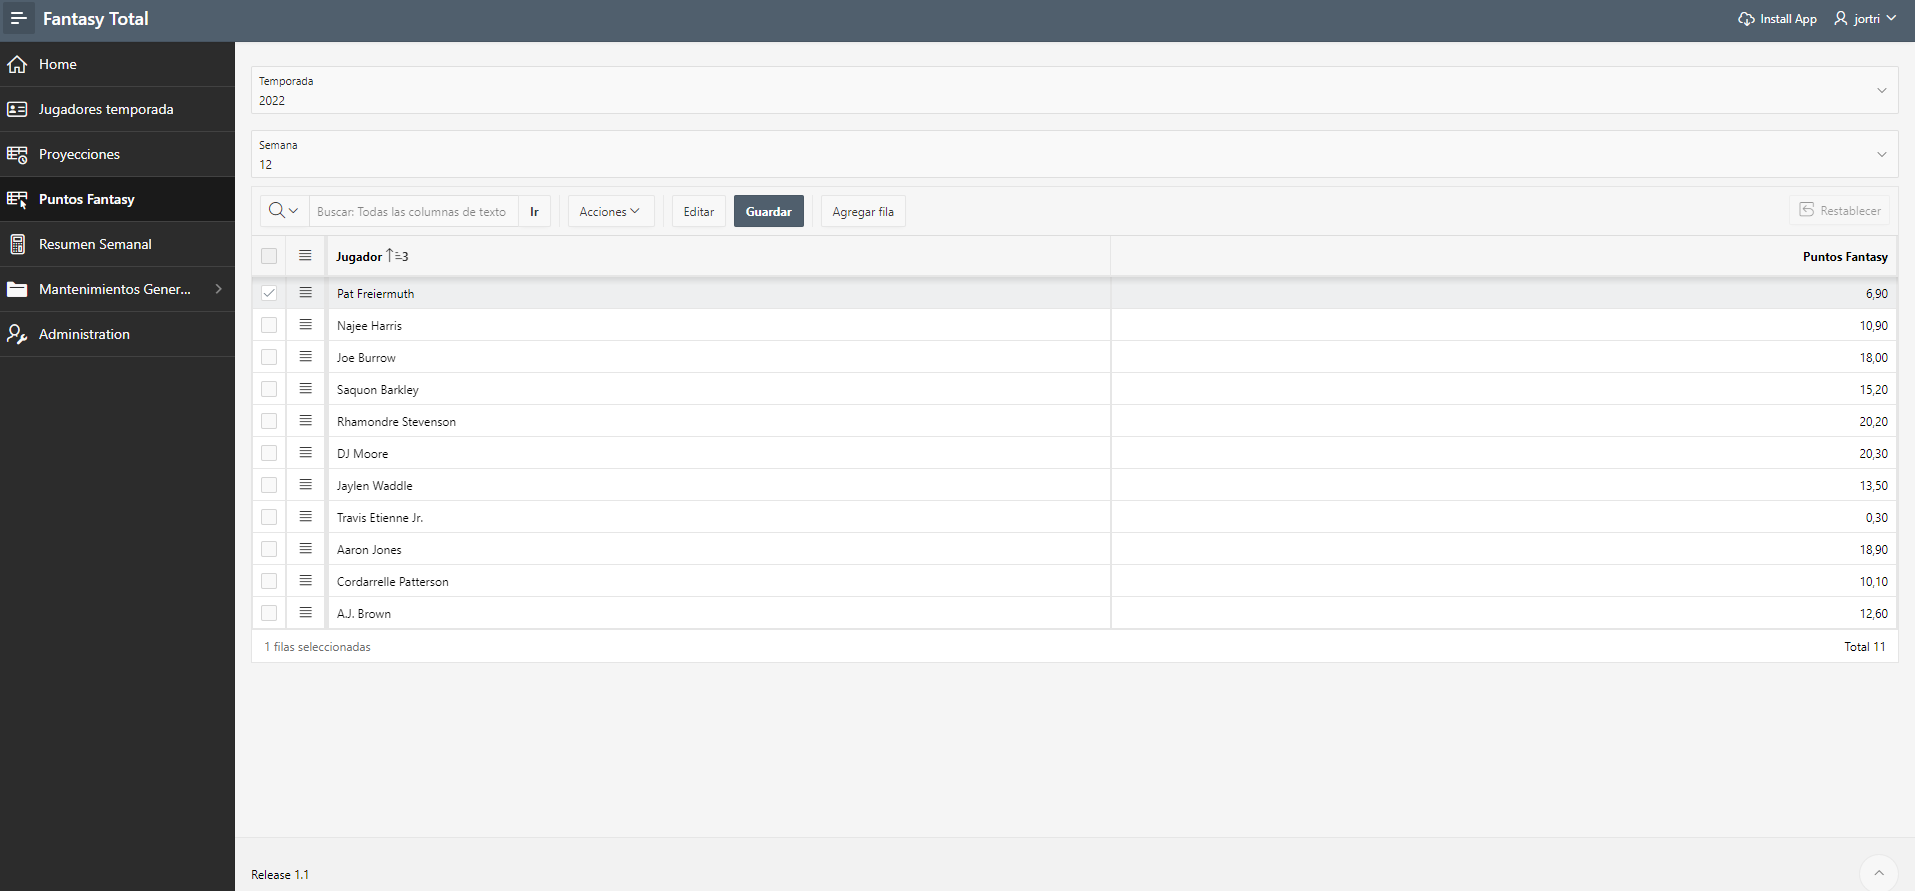 Fantasy Total
Install App
jortri
Home
Jugadores temporada
Proyecciones
Puntos Fantasy
Resumen Semanal
Mantenimientos Gener...
Administration
Temporada
2022
Semana
12
Buscar: Todas las columnas de texto
Ir
Acciones
Editar
Guardar
Agregar fila
Restablecer
Jugador 3 Puntos Fantasy
Pat Freiermuth 6,90
Najee Harris 10,90
Joe Burrow 18,00
Saquon Barkley 15,20
Rhamondre Stevenson 20,20
DJ Moore 20,30
Jaylen Waddle 13,50
Travis Etienne Jr. 0,30
Aaron Jones 18,90
Cordarrelle Patterson 10,10
A.J. Brown 12,60
1 filas seleccionadas Total 11
Release 1.1